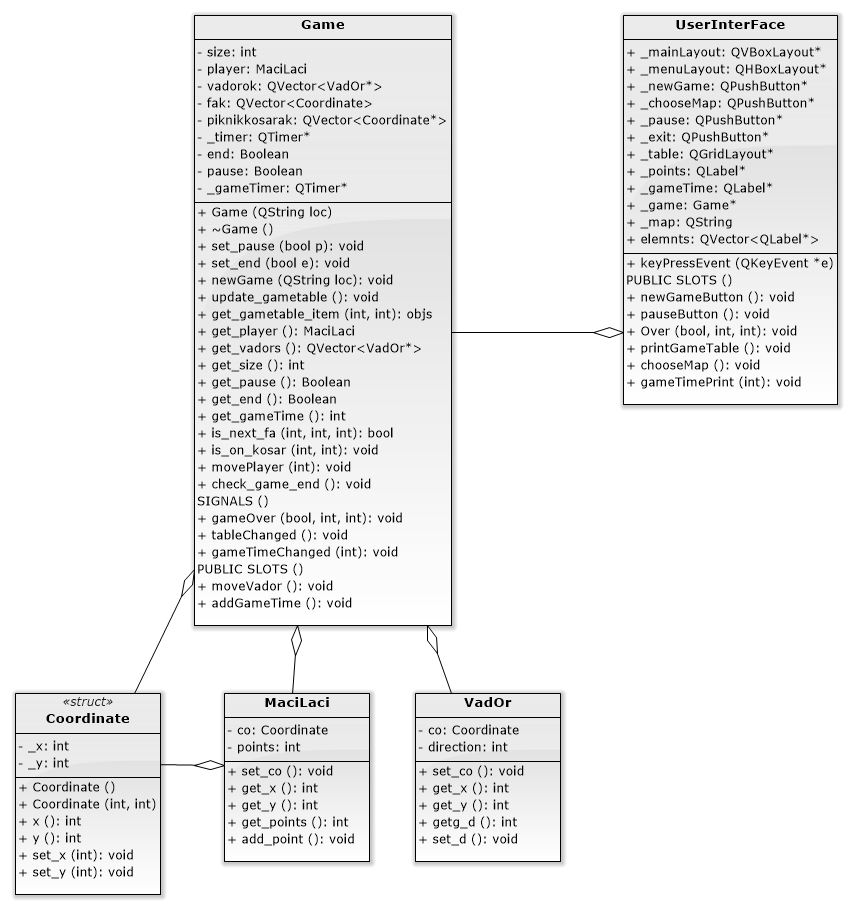 Game
- size: int
- player: MaciLaci
- vadorok: QVector<VadOr*>
- fak: QVector<Coordinate>
- piknikkosarak: QVector<Coordinate*>
- _timer: QTimer*
- end: Boolean
- pause: Boolean
- _gameTimer: QTimer*
+ Game (QString loc)
+ ~Game ()
+ set_pause (bool p): void
+ set_end (bool e): void
+ newGame (QString loc): void
+ update_gametable (): void
+ get_gametable_item (int, int): objs
+ get_player (): MaciLaci
+ get_vadors (): QVector<VadOr*>
+ get_size (): int
+ get_pause (): Boolean
+ get_end (): Boolean
+ get_gameTime (): int
+ is_next_fa (int, int, int): bool
+ is_on_kosar (int, int): void
+ movePlayer (int): void
+ check_game_end (): void
SIGNALS ()
+ gameOver (bool, int, int): void
+ tableChanged (): void
+ gameTimeChanged (int): void
PUBLIC SLOTS ()
+ moveVador (): void
+ addGameTime (): void
UserInterFace
+ _mainLayout: QVBoxLayout*
+ _menuLayout: QHBoxLayout*
+ _newGame: QPushButton*
+ _chooseMap: QPushButton*
+ _pause: QPushButton*
+ _exit: QPushButton*
+ _table: QGridLayout*
+ _points: QLabel*
+ _gameTime: QLabel*
+ _game: Game*
+ _map: QString
+ elemnts: QVector<QLabel*>
+ keyPressEvent (QKeyEvent *e)
PUBLIC SLOTS ()
+ newGameButton (): void
+ pauseButton (): void
+ Over (bool, int, int): void
+ printGameTable (): void
+ chooseMap (): void
+ gameTimePrint (int): void
«struct»
Coordinate
- _x: int
- _y: int
+ Coordinate ()
+ Coordinate (int, int)
+ x (): int
+ y (): int
+ set_x (int): void
+ set_y (int): void
MaciLaci
- co: Coordinate
- points: int
+ set_co (): void
+ get_x (): int
+ get_y (): int
+ get_points (): int
+ add_point (): void
VadOr
- co: Coordinate
- direction: int
+ set_co (): void
+ get_x (): int
+ get_y (): int
+ getg_d (): int
+ set_d (): void